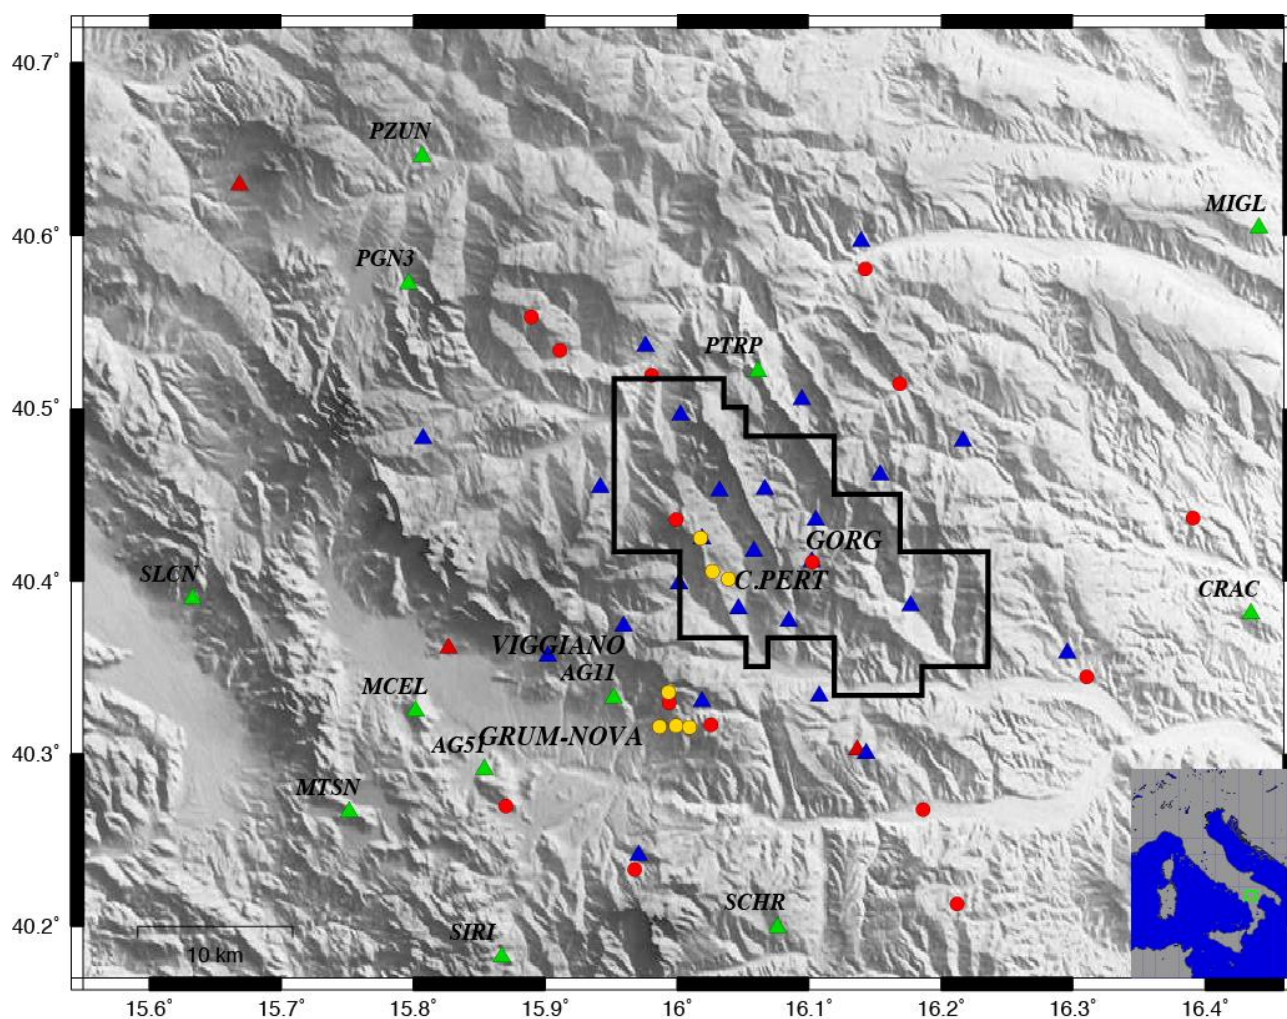 40.7°
PZUN
MIGL
40.6°
PGN3
PTRP
40.5°
GORG
SLCN
40.4°
C.PERT
CRAC
VIGGIANO
AG11
MCEL
GRUM-NOVA
40.3°
AG51
MTSN
SCHR
40.2°
SIRI
10 km
15.6°
15.7°
15.8°
15.9°
16°
16.1°
16.2°
16.3°
16.4°